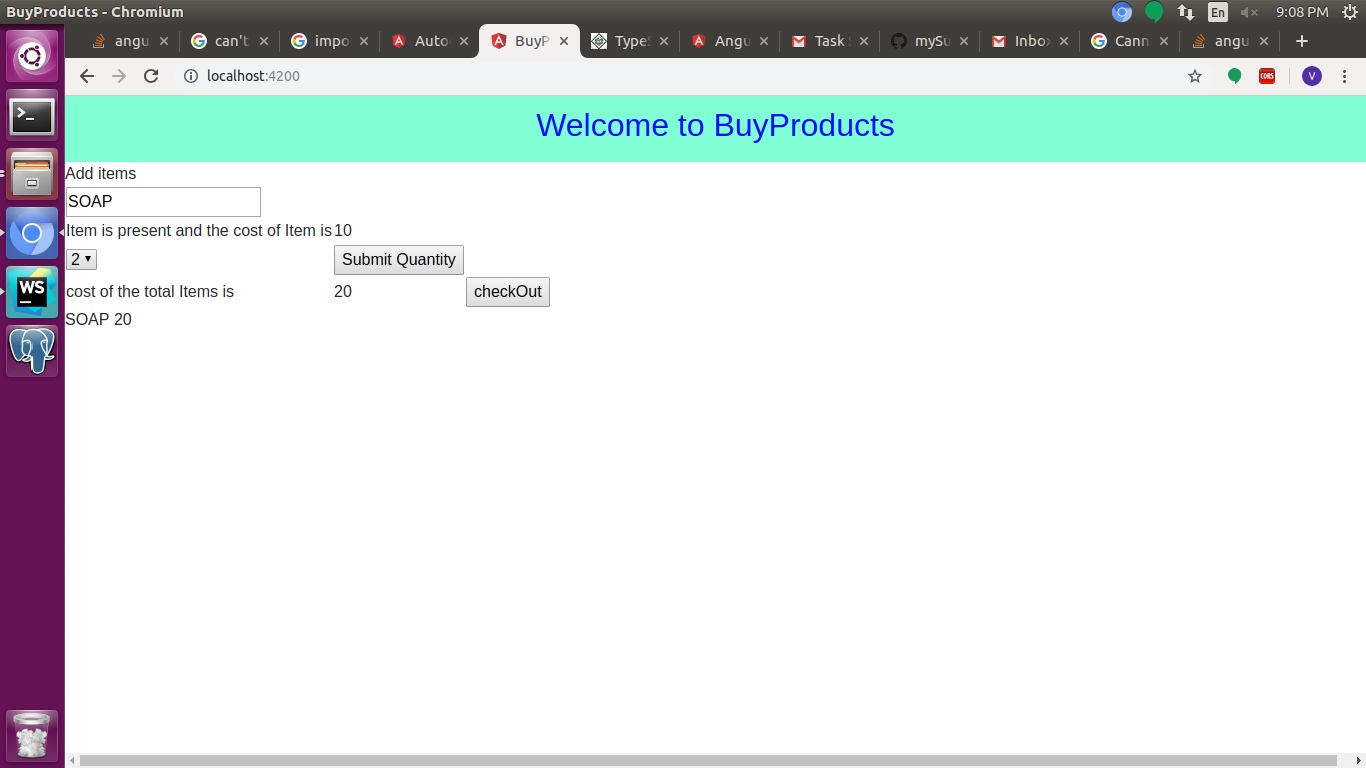 BuyProducts - Chromium
En
9:08 PM
angu
can't
impo
Auto
BuyP
Type
Angu
Task
mySu
Inbox
Cann
angu
localhost:4200
CORS
V
Welcome to BuyProducts
Add items
SOAP
Item is present and the cost of Item is 10
2 Submit Quantity
cost of the total Items is 20 checkOut
SOAP 20
WS